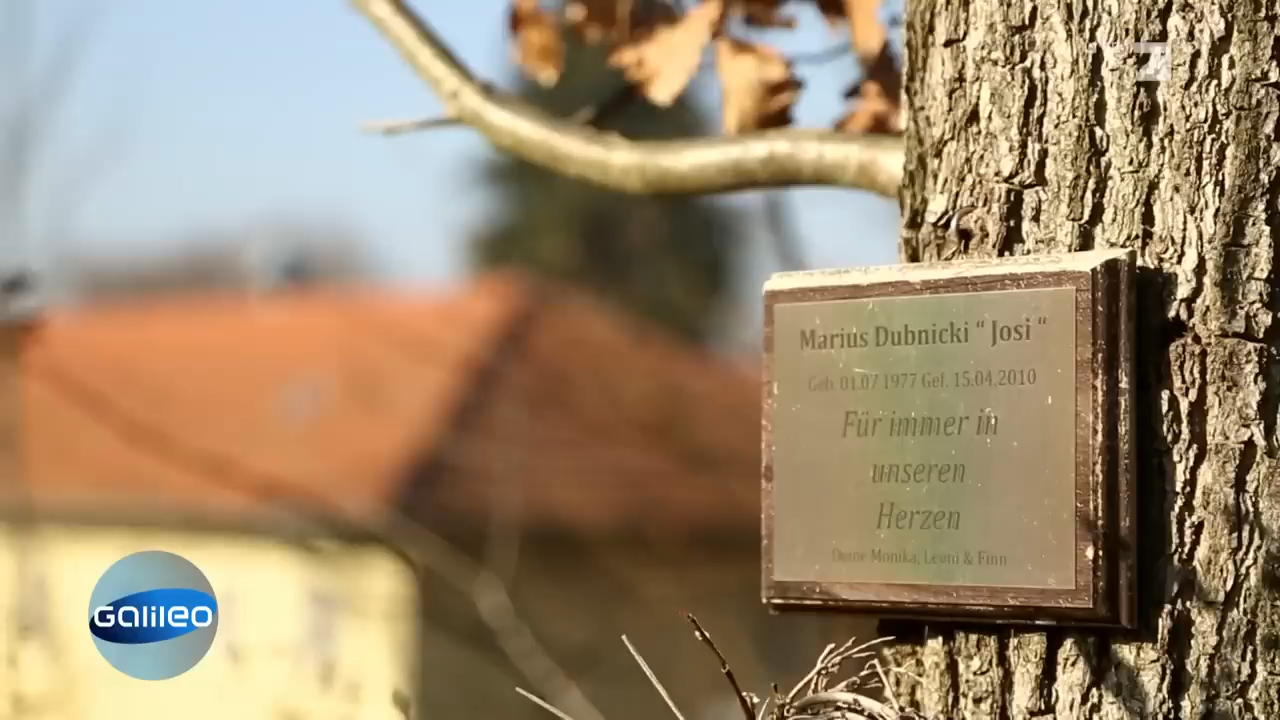 Marius Dubnicki “ Josi “
Geb. 01.07.1977 Gef. 15.04.2010
Für immer in
unseren
Herzen
Deine Monika, Leoni & Finn
GaLiLEO
7